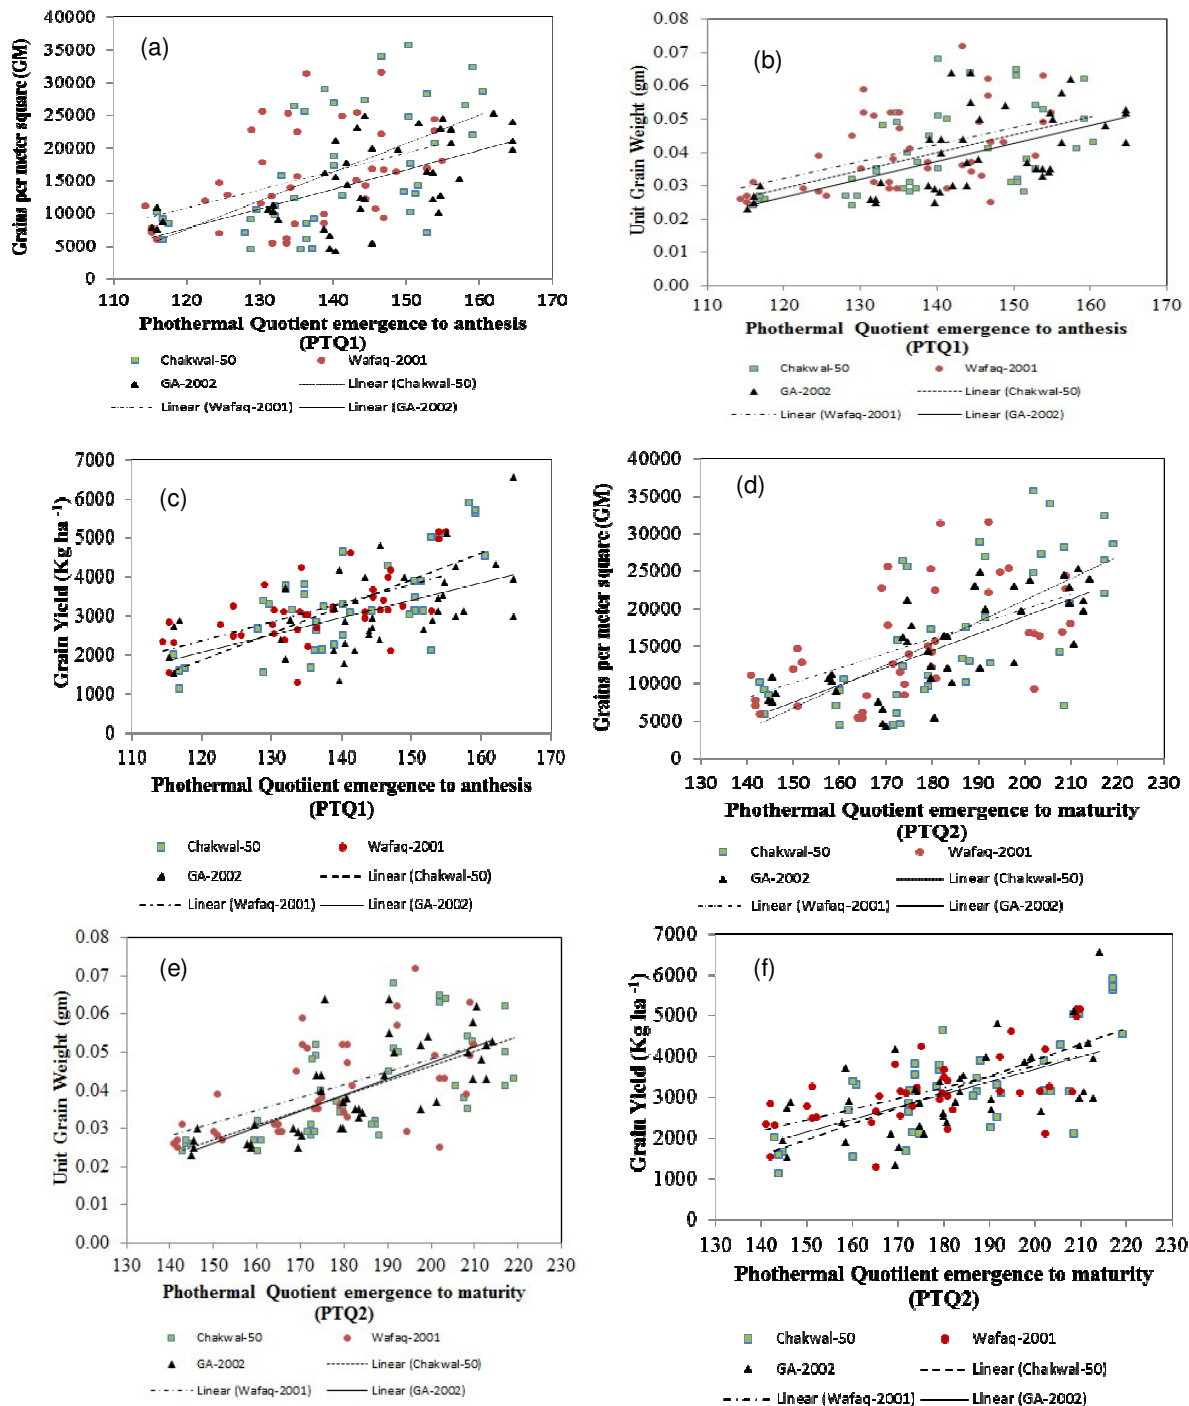 (a)
Grains per meter square (GM)
40000
35000
30000
25000
20000
15000
10000
5000
0
110 120 130 140 150 160 170
Phothermal Quotient emergence to anthesis
(PTQ1)
Chakwal-50 Wafaq-2001
GA-2002 Linear (Chakwal-50)
Linear (Wafaq-2001) Linear (GA-2002)
(b)
Unit Grain Weight (gm)
0.08
0.07
0.06
0.05
0.04
0.03
0.02
0.01
0.00
110 120 130 140 150 160 170
Phothermal Quotient emergence to anthesis
(PTQ1)
Chakwal-50 Wafaq-2001
GA-2002 Linear (Chakwal-50)
Linear (Wafaq-2001) Linear (GA-2002)
(c)
Grain Yield (Kg ha -1)
7000
6000
5000
4000
3000
2000
1000
0
110 120 130 140 150 160 170
Phothermal Quotiient emergence to anthesis
(PTQ1)
Chakwal-50 Wafaq-2001
GA-2002 Linear (Chakwal-50)
Linear (Wafaq-2001) Linear (GA-2002)
(d)
Grains per meter square (GM)
40000
35000
30000
25000
20000
15000
10000
5000
0
130 140 150 160 170 180 190 200 210 220 230
Phothermal Quotient emergence to maturity
(PTQ2)
Chakwal-50 Wafaq-2001
GA-2002 Linear (Chakwal-50)
Linear (Wafaq-2001) Linear (GA-2002)
(e)
Unit Grain Weight (gm)
0.08
0.07
0.06
0.05
0.04
0.03
0.02
0.01
0.00
130 140 150 160 170 180 190 200 210 220 230
Phothermal Quotient emergence to maturity
(PTQ2)
Chakwal-50 Wafaq-2001
GA-2002 Linear (Chakwal-50)
Linear (Wafaq-2001) Linear (GA-2002)
(f)
Grain Yield (Kg ha -1)
7000
6000
5000
4000
3000
2000
1000
0
130 140 150 160 170 180 190 200 210 220 230
Phothermal Quotiient emergence to maturity
(PTQ2)
Chakwal-50 Wafaq-2001
GA-2002 Linear (Chakwal-50)
Linear (Wafaq-2001) Linear (GA-2002)